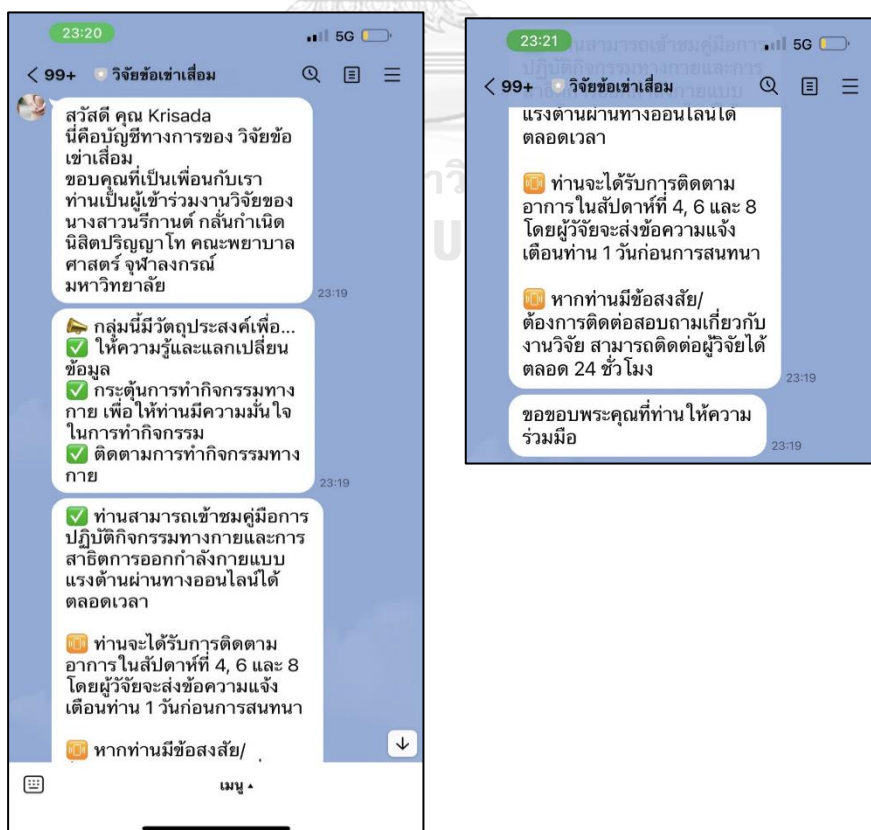 23:20
5G
< 99+ วิจัยข้อเข่าเสื่อม
สวัสดี คุณ Krisada
นี่คือบัญชีทางการของ วิจัยข้อ
เข่าเสื่อม
ขอบคุณที่เป็นเพื่อนกับเรา
ท่านเป็นผู้เข้าร่วมงานวิจัยของ
นางสาวนรีกานต์ กลั่นกำเนิด
นิสิตปริญญาโท คณะพยาบาล
ศาสตร์ จุฬาลงกรณ์
มหาวิทยาลัย
23:19
กลุ่มนี้มีวัตถุประสงค์เพื่อ...
✅ ให้ความรู้และแลกเปลี่ยน
ข้อมูล
✅ กระตุ้นการทำกิจกรรมทาง
กาย เพื่อให้ท่านมีความมั่นใจ
ในการทำกิจกรรม
✅ ติดตามการทำกิจกรรมทาง
กาย
23:19
✅ ท่านสามารถเข้าชมคู่มือการ
ปฏิบัติกิจกรรมทางกายและการ
สาธิตการออกกำลังกายแบบ
แรงต้านผ่านทางออนไลน์ได้
ตลอดเวลา
📳 ท่านจะได้รับการติดตาม
อาการในสัปดาห์ที่ 4, 6 และ 8
โดยผู้วิจัยจะส่งข้อความแจ้ง
เตือนท่าน 1 วันก่อนการสนทนา
📳 หากท่านมีข้อสงสัย/
เมนู
23:21
5G
< 99+ วิจัยข้อเข่าเสื่อม
แรงต้านผ่านทางออนไลน์ได้
ตลอดเวลา
📳 ท่านจะได้รับการติดตาม
อาการในสัปดาห์ที่ 4, 6 และ 8
โดยผู้วิจัยจะส่งข้อความแจ้ง
เตือนท่าน 1 วันก่อนการสนทนา
📳 หากท่านมีข้อสงสัย/
ต้องการติดต่อสอบถามเกี่ยวกับ
งานวิจัย สามารถติดต่อผู้วิจัยได้
ตลอด 24 ชั่วโมง
23:19
ขอขอบพระคุณที่ท่านให้ความ
ร่วมมือ
23:19